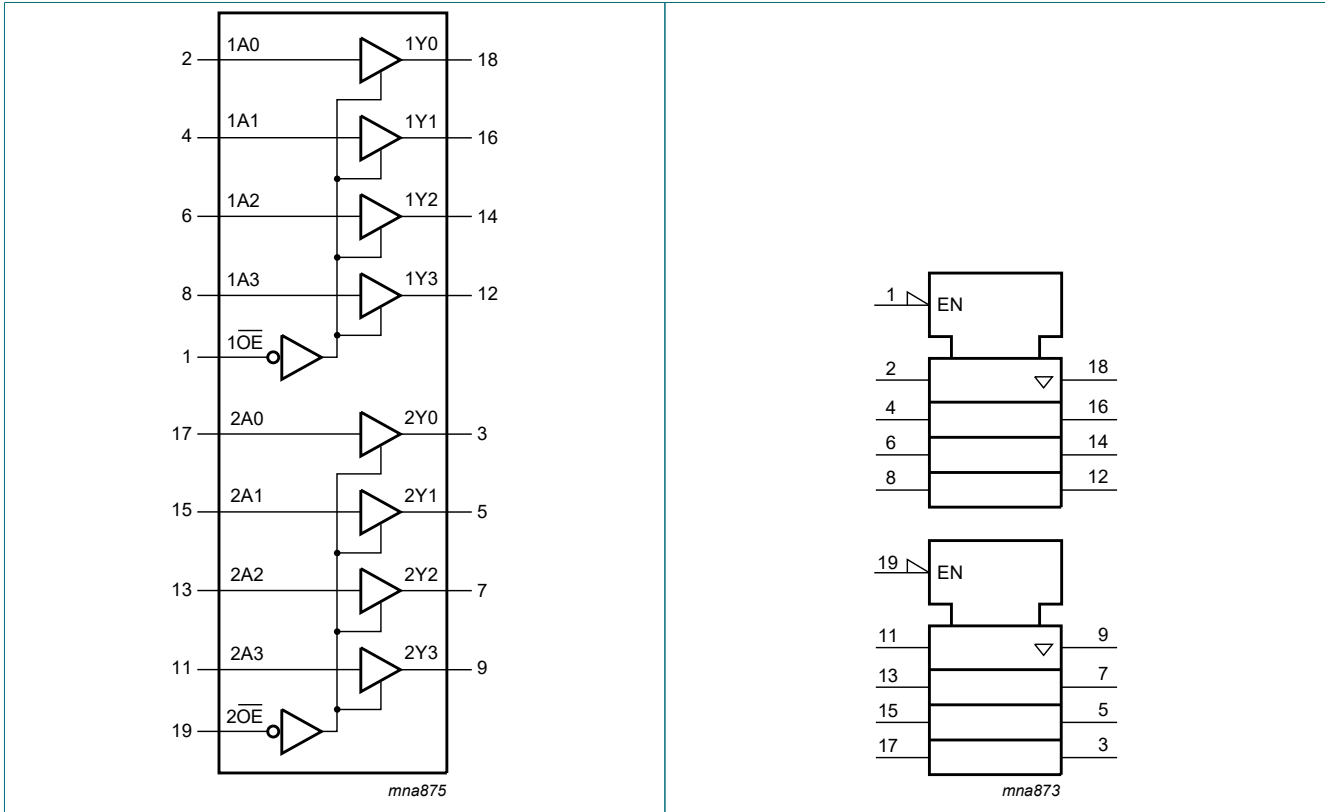 2 1A0 1Y0 18
4 1A1 1Y1 16
6 1A2 1Y2 14
8 1A3 1Y3 12
1 1O̅E̅
17 2A0 2Y0 3
15 2A1 2Y1 5
13 2A2 2Y2 7
11 2A3 2Y3 9
19 2O̅E̅
mna875
1 EN
2 18
4 16
6 14
8 12
19 EN
11 9
13 7
15 5
17 3
mna873